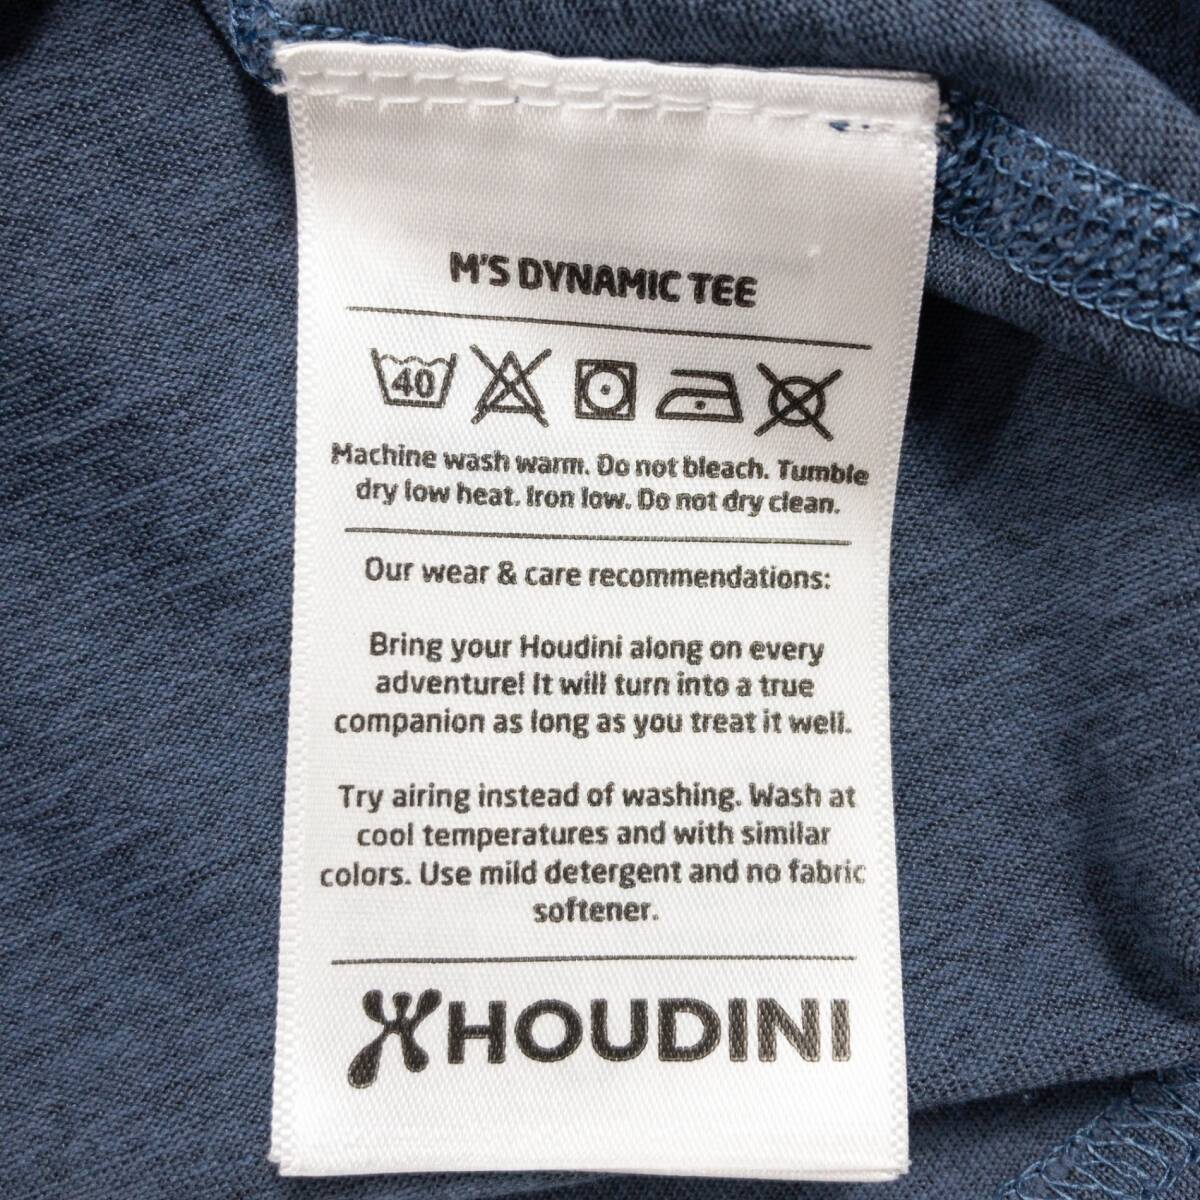 M'S DYNAMIC TEE
40
Machine wash warm. Do not bleach. Tumble
dry low heat. Iron low. Do not dry clean.
Our wear & care recommendations:
Bring your Houdini along on every
adventure! It will turn into a true
companion as long as you treat it well.
Try airing instead of washing. Wash at
cool temperatures and with similar
colors. Use mild detergent and no fabric
softener.
HOUDINI